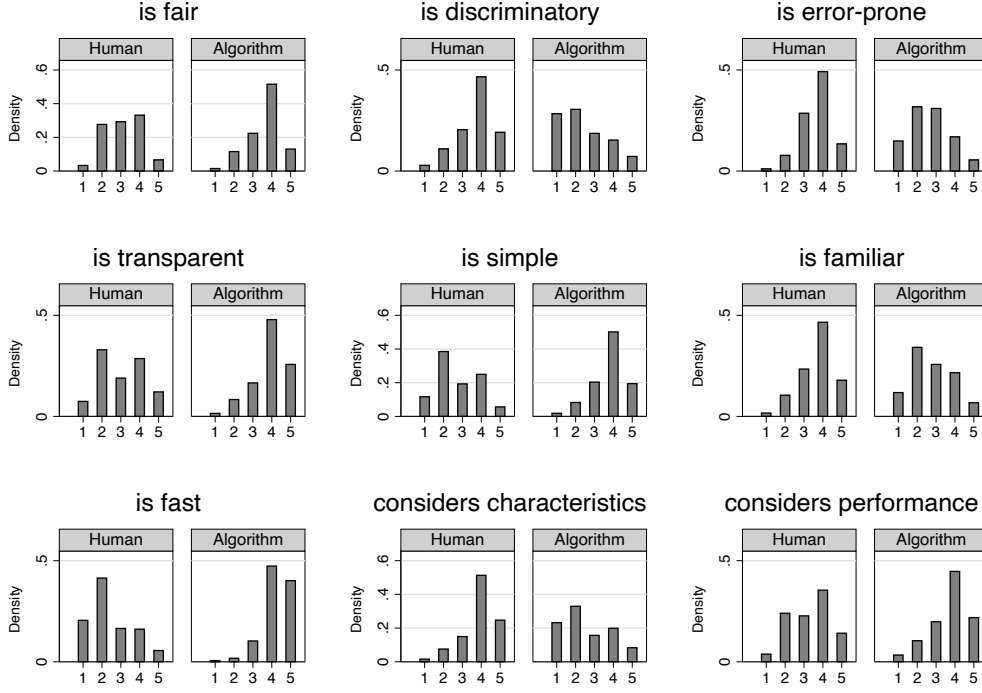 is fair
Human Algorithm
Density
0 .2 .4 .6
1 2 3 4 5 1 2 3 4 5
is discriminatory
Human Algorithm
Density
0 .5
1 2 3 4 5 1 2 3 4 5
is error-prone
Human Algorithm
Density
0 .5
1 2 3 4 5 1 2 3 4 5
is transparent
Human Algorithm
Density
0 .5
1 2 3 4 5 1 2 3 4 5
is simple
Human Algorithm
Density
0 .2 .4 .6
1 2 3 4 5 1 2 3 4 5
is familiar
Human Algorithm
Density
0 .5
1 2 3 4 5 1 2 3 4 5
is fast
Human Algorithm
Density
0 .5
1 2 3 4 5 1 2 3 4 5
considers characteristics
Human Algorithm
Density
0 .2 .4 .6
1 2 3 4 5 1 2 3 4 5
considers performance
Human Algorithm
Density
0 .5
1 2 3 4 5 1 2 3 4 5